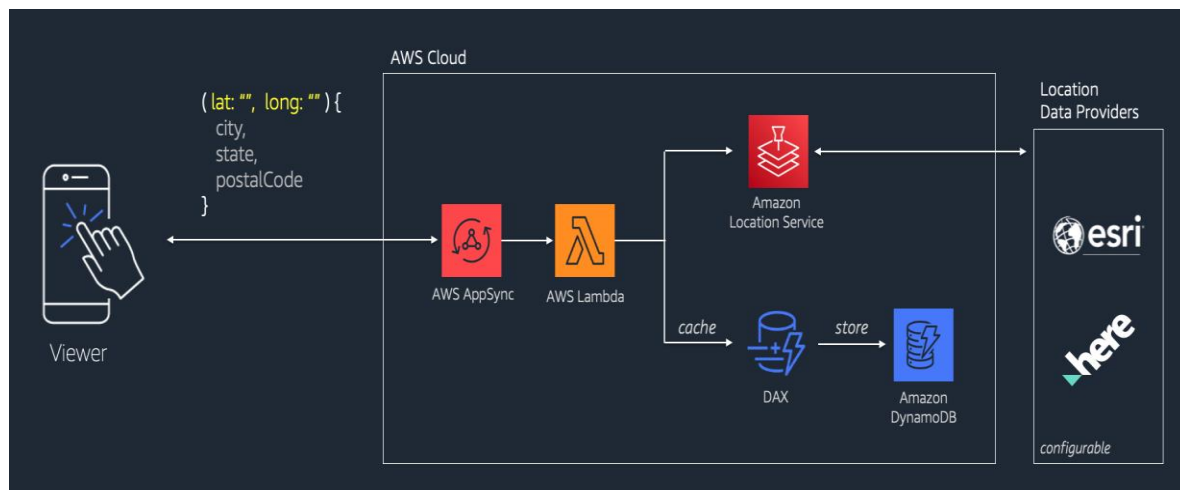 AWS Cloud
( lat: “”, long: “” ) {
city,
state,
postalCode
}
Viewer
AWS AppSync
AWS Lambda
Amazon
Location Service
cache
DAX
store
Amazon
DynamoDB
Location
Data Providers
esri
here
configurable